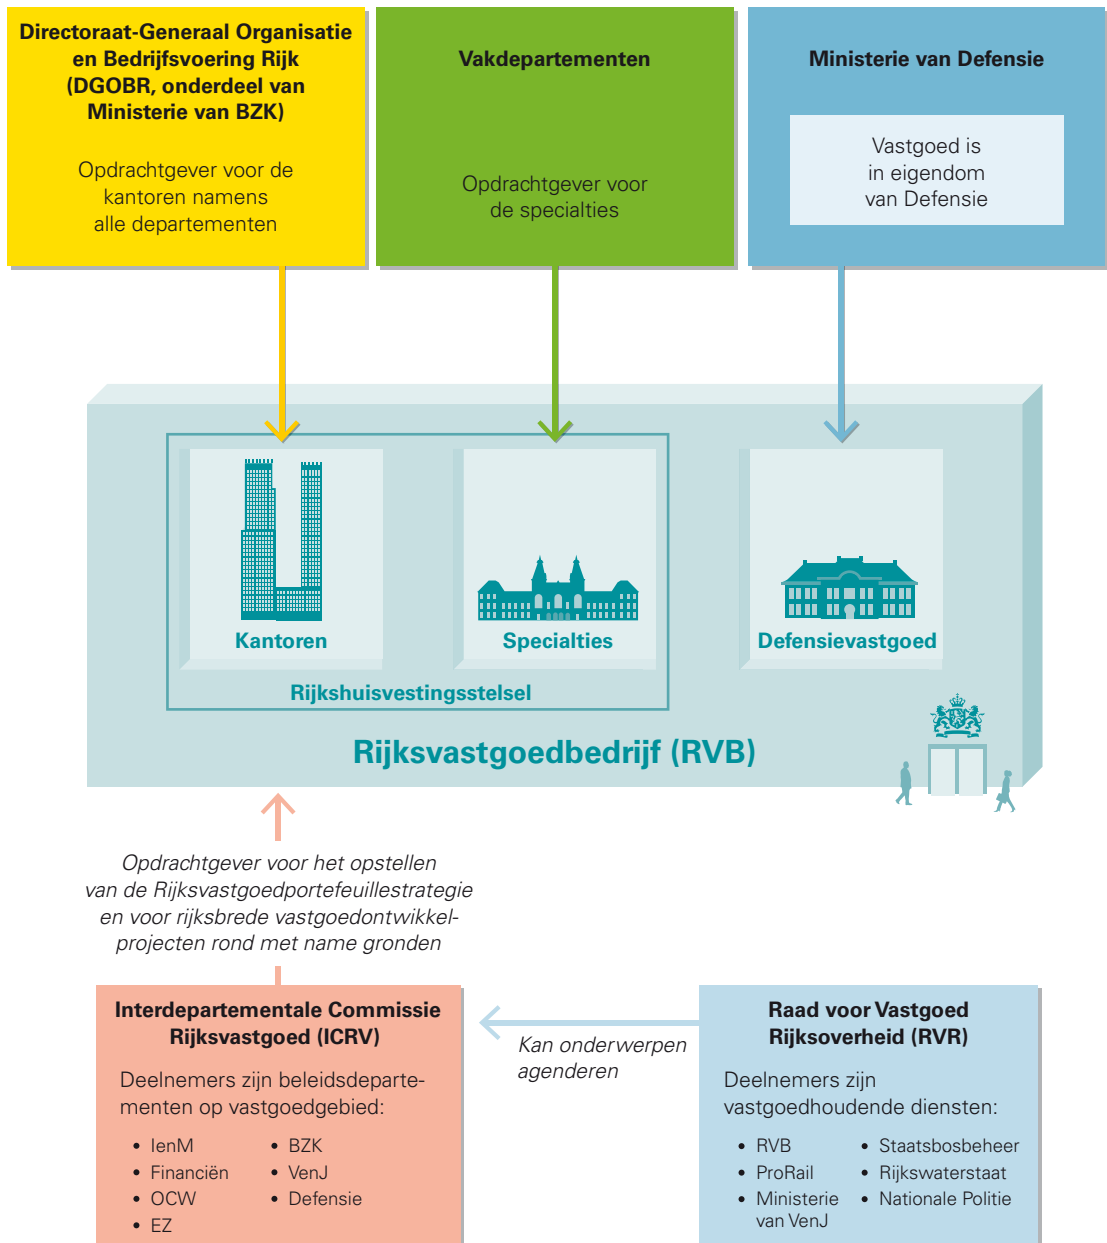 Directoraat-Generaal Organisatie
en Bedrijfsvoering Rijk
(DGOBR, onderdeel van
Ministerie van BZK)
Opdrachtgever voor de
kantoren namens
alle departementen
Vakdepartementen
Opdrachtgever voor
de specialties
Ministerie van Defensie
Vastgoed is
in eigendom
van Defensie
Kantoren
Specialties
Defensievastgoed
Rijkshuisvestingsstelsel
Rijksvastgoedbedrijf (RVB)
Opdrachtgever voor het opstellen
van de Rijksvastgoedportefeuillestrategie
en voor rijksbrede vastgoedontwikkel-
projecten rond met name gronden
Interdepartementale Commissie
Rijksvastgoed (ICRV)
Deelnemers zijn beleidsdeparte-
menten op vastgoedgebied:
• IenM
• Financiën
• OCW
• EZ
• BZK
• VenJ
• Defensie
Kan onderwerpen
agenderen
Raad voor Vastgoed
Rijksoverheid (RVR)
Deelnemers zijn
vastgoedhoudende diensten:
• RVB
• ProRail
• Ministerie
van VenJ
• Staatsbosbeheer
• Rijkswaterstaat
• Nationale Politie